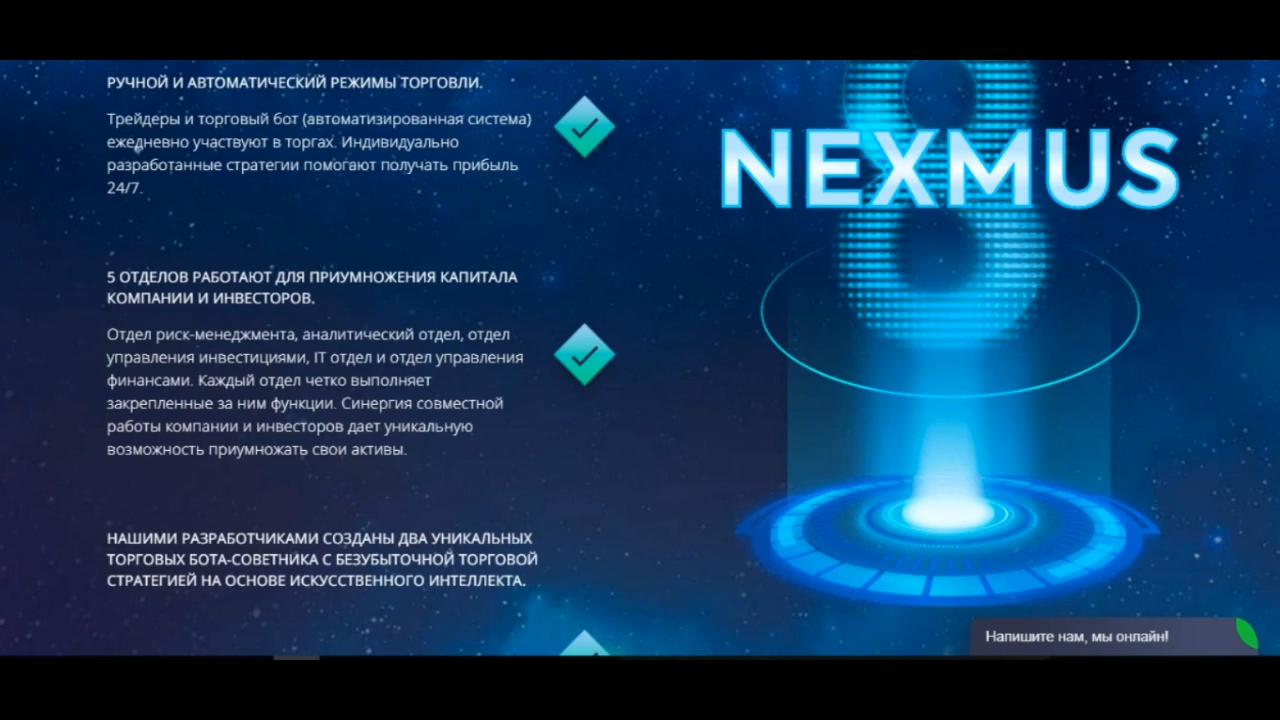 РУЧНОЙ И АВТОМАТИЧЕСКИЙ РЕЖИМЫ ТОРГОВЛИ.
Трейдеры и торговый бот (автоматизированная система)
ежедневно участвуют в торгах. Индивидуально
разработанные стратегии помогают получать прибыль
24/7.
5 ОТДЕЛОВ РАБОТАЮТ ДЛЯ ПРИУМНОЖЕНИЯ КАПИТАЛА
КОМПАНИИ И ИНВЕСТОРОВ.
Отдел риск-менеджмента, аналитический отдел, отдел
управления инвестициями, IT отдел и отдел управления
финансами. Каждый отдел четко выполняет
закрепленные за ним функции. Синергия совместной
работы компании и инвесторов дает уникальную
возможность приумножать свои активы.
НАШИМИ РАЗРАБОТЧИКАМИ СОЗДАНЫ ДВА УНИКАЛЬНЫХ
ТОРГОВЫХ БОТА-СОВЕТНИКА С БЕЗУБЫТОЧНОЙ ТОРГОВОЙ
СТРАТЕГИЕЙ НА ОСНОВЕ ИСКУССТВЕННОГО ИНТЕЛЛЕКТА.
8
NEXMUS
Напишите нам, мы онлайн!